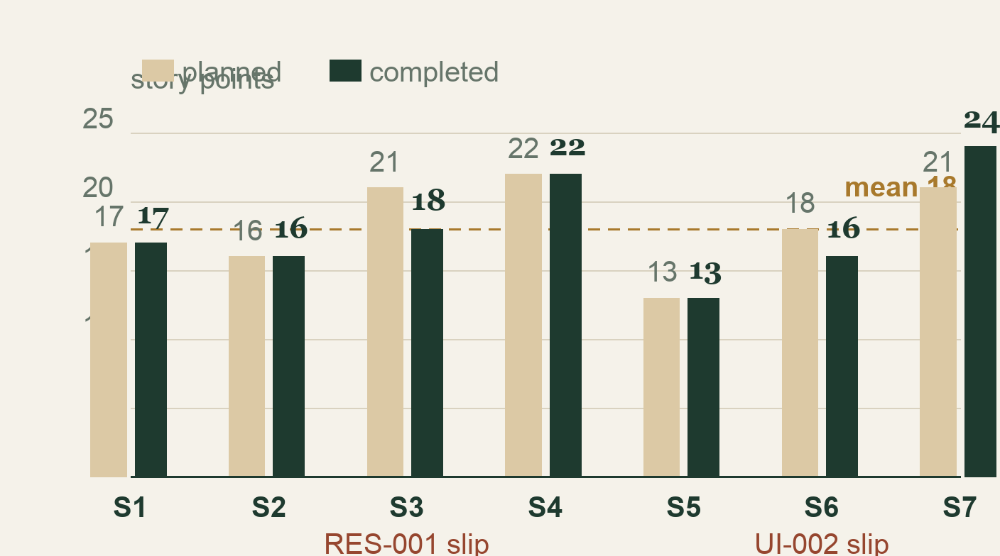 planned completed
story points
25
24
22 22
21
21
20
mean 18
18
18
17 17
16 16
16
13 13
S1 S2 S3 S4 S5 S6 S7
RES-001 slip UI-002 slip